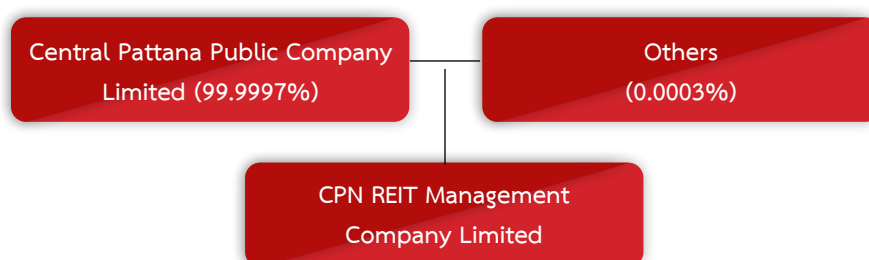 Central Pattana Public Company
Limited (99.9997%)
Others
(0.0003%)
CPN REIT Management
Company Limited